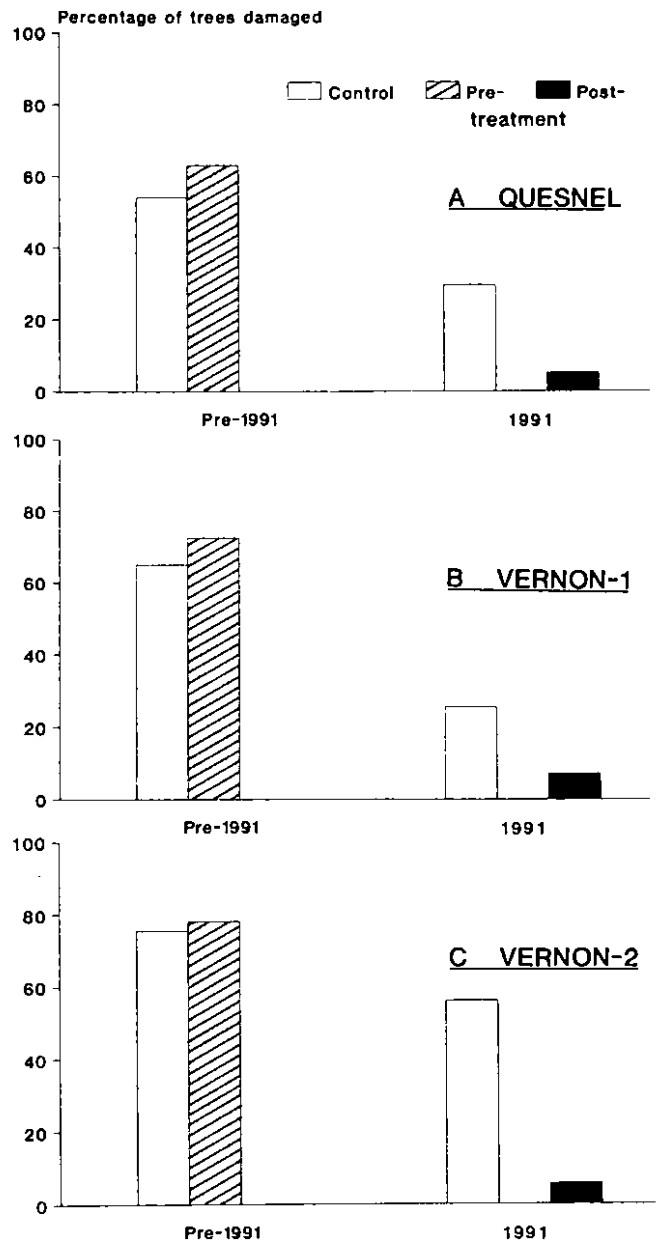 Percentage of trees damaged
100
Control Pre- Post-
treatment
80
60
A QUESNEL
40
20
0
Pre-1991 1991
100
80
60
B VERNON-1
40
20
0
Pre-1991 1991
100
80
C VERNON-2
60
40
20
0
Pre-1991 1991